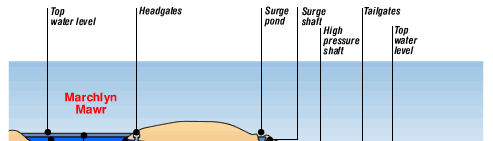 Top
water level
Headgates
Surge
pond
Surge
shaft
High
pressure
shaft
Tailgates
Top
water
level
Marchlyn
Mawr